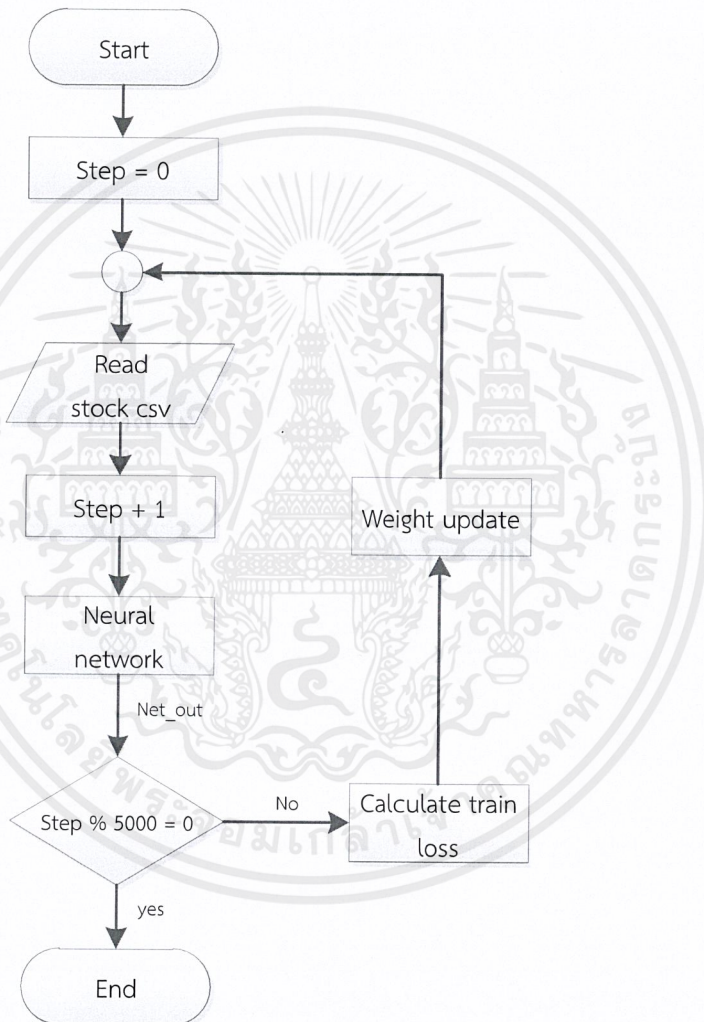 Start
Step = 0
Read
stock csv
Step + 1
Weight update
Neural
network
Net_out
Step % 5000 = 0
No
Calculate train
loss
yes
End